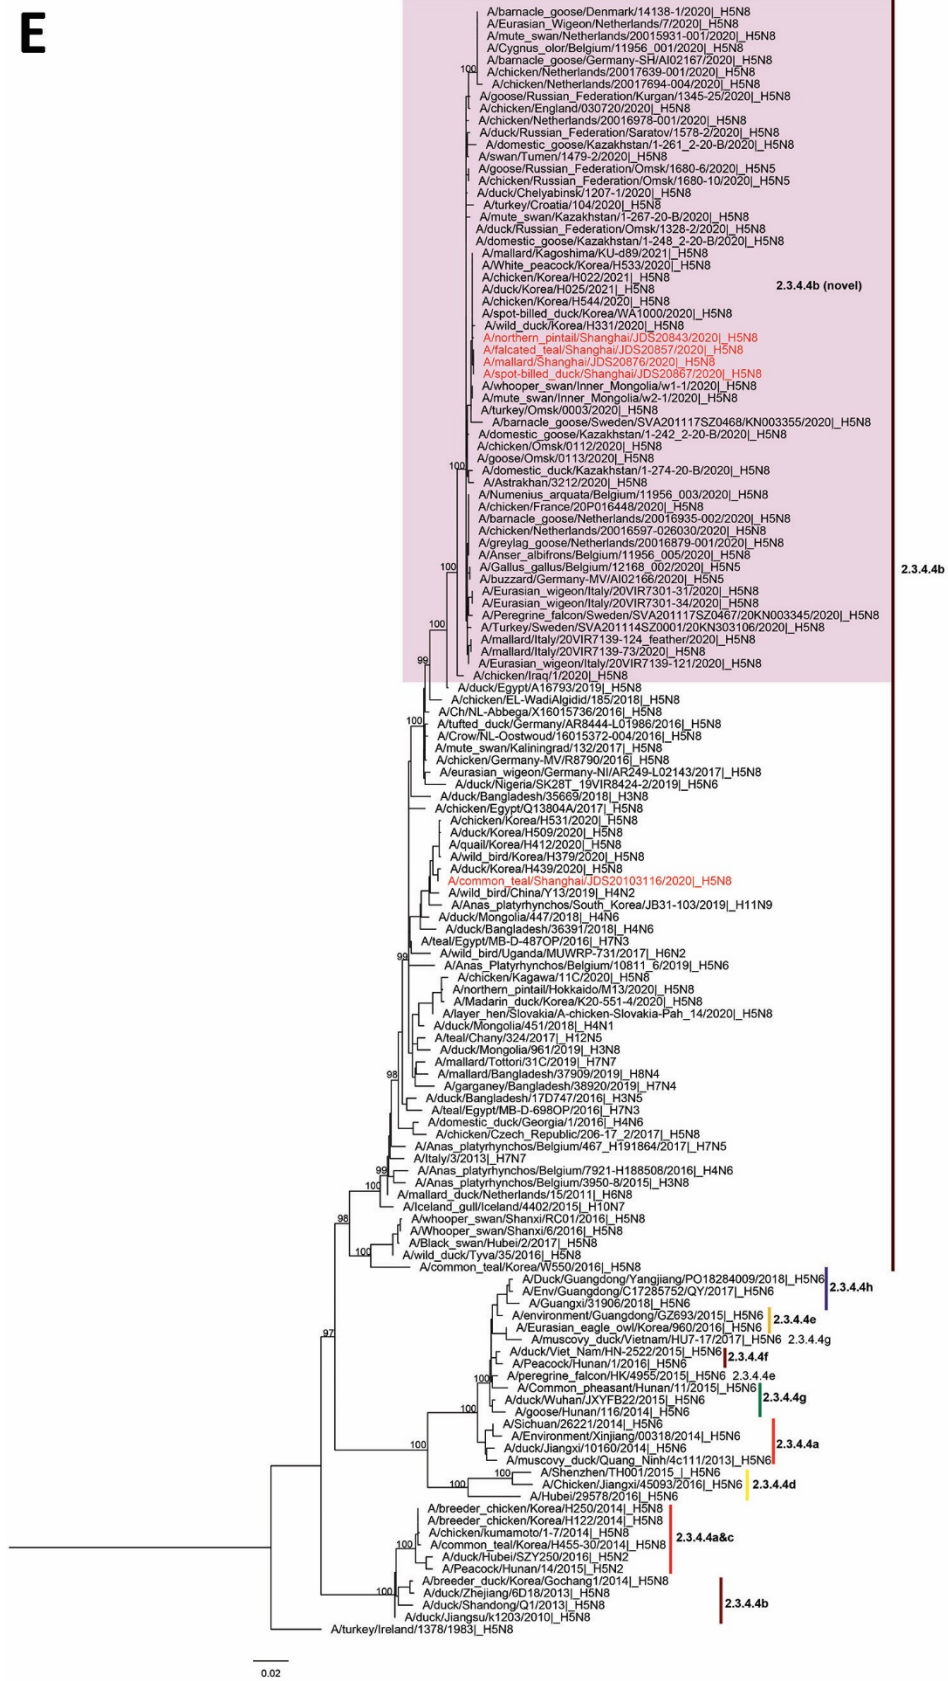 E
A/barnacle_goose/Denmark/14138-1/2020|_H5N8
A/Eurasian_Wigeon/Netherlands/7/2020|_H5N8
A/mute_swan/Netherlands/20015931-001/2020|_H5N8
A/Cygnus_olor/Belgium/11956_001/2020|_H5N8
A/barnacle_goose/Germany-SH/AI02167/2020|_H5N8
A/chicken/Netherlands/20017639-001/2020|_H5N8
100
A/chicken/Netherlands/20017694-004/2020|_H5N8
A/goose/Russian_Federation/Kurgan/1345-25/2020|_H5N8
A/chicken/England/030720/2020|_H5N8
A/chicken/Netherlands/20016978-001/2020|_H5N8
A/duck/Russian_Federation/Saratov/1578-2/2020|_H5N8
A/domestic_goose/Kazakhstan/1-261_2-20-B/2020|_H5N8
A/swan/Tumen/1479-2/2020|_H5N8
A/goose/Russian_Federation/Omsk/1680-6/2020|_H5N5
A/chicken/Russian_Federation/Omsk/1680-10/2020|_H5N5
A/duck/Chelyabinsk/1207-1/2020|_H5N8
A/turkey/Croatia/104/2020|_H5N8
A/mute_swan/Kazakhstan/1-267-20-B/2020|_H5N8
A/duck/Russian_Federation/Omsk/1328-2/2020|_H5N8
A/domestic_goose/Kazakhstan/1-248_2-20-B/2020|_H5N8
A/mallard/Kagoshima/KU-d89/2021|_H5N8
A/White_peacock/Korea/H533/2020|_H5N8
A/chicken/Korea/H022/2021|_H5N8
A/duck/Korea/H025/2021|_H5N8
2.3.4.4b (novel)
A/chicken/Korea/H544/2020|_H5N8
A/spot-billed_duck/Korea/WA1000/2020|_H5N8
A/wild_duck/Korea/H331/2020|_H5N8
A/northern_pintail/Shanghai/JDS20843/2020|_H5N8
A/falcated_teal/Shanghai/JDS20857/2020|_H5N8
A/mallard/Shanghai/JDS20876/2020|_H5N8
A/spot-billed_duck/Shanghai/JDS20867/2020|_H5N8
A/whooper_swan/Inner_Mongolia/w1-1/2020|_H5N8
A/mute_swan/Inner_Mongolia/w2-1/2020|_H5N8
A/turkey/Omsk/0003/2020|_H5N8
A/barnacle_goose/Sweden/SVA201117SZ0468/KN003355/2020|_H5N8
A/domestic_goose/Kazakhstan/1-242_2-20-B/2020|_H5N8
A/chicken/Omsk/0112/2020|_H5N8
A/goose/Omsk/0113/2020|_H5N8
100
A/domestic_duck/Kazakhstan/1-274-20-B/2020|_H5N8
A/Astrakhan/3212/2020|_H5N8
A/Numenius_arquata/Belgium/11956_003/2020|_H5N8
A/chicken/France/20P016448/2020|_H5N8
A/barnacle_goose/Netherlands/20016935-002/2020|_H5N8
A/chicken/Netherlands/20016597-026030/2020|_H5N8
A/greylag_goose/Netherlands/20016879-001/2020|_H5N8
A/Anser_albifrons/Belgium/11956_005/2020|_H5N8
100
A/Gallus_gallus/Belgium/12168_002/2020|_H5N5
2.3.4.4b
A/buzzard/Germany-MV/AI02166/2020|_H5N5
A/Eurasian_wigeon/Italy/20VIR7301-31/2020|_H5N8
A/Eurasian_wigeon/Italy/20VIR7301-34/2020|_H5N8
A/Peregrine_falcon/Sweden/SVA201117SZ0467/20KN003345/2020|_H5N8
100
A/Turkey/Sweden/SVA201114SZ0001/20KN303106/2020|_H5N8
A/mallard/Italy/20VIR7139-124_feather/2020|_H5N8
A/mallard/Italy/20VIR7139-73/2020|_H5N8
99
A/Eurasian_wigeon/Italy/20VIR7139-121/2020|_H5N8
A/chicken/Iraq/1/2020|_H5N8
A/duck/Egypt/A16793/2019|_H5N8
A/chicken/EL-WadiAlgidid/185/2018|_H5N8
A/Ch/NL-Abbega/X16015736/2016|_H5N8
100
A/tufted_duck/Germany/AR8444-L01986/2016|_H5N8
A/Crow/NL-Oostwoud/16015372-004/2016|_H5N8
A/mute_swan/Kaliningrad/132/2017|_H5N8
A/chicken/Germany-MV/R8790/2016|_H5N8
A/eurasian_wigeon/Germany-NI/AR249-L02143/2017|_H5N8
A/duck/Nigeria/SK28T_19VIR8424-2/2019|_H5N6
A/duck/Bangladesh/35669/2018|_H3N8
A/chicken/Egypt/Q13804A/2017|_H5N8
A/chicken/Korea/H531/2020|_H5N8
A/duck/Korea/H509/2020|_H5N8
A/quail/Korea/H412/2020|_H5N8
A/wild_bird/Korea/H379/2020|_H5N8
A/duck/Korea/H439/2020|_H5N8
A/common_teal/Shanghai/JDS20103116/2020|_H5N8
A/wild_bird/China/Y13/2019|_H4N2
A/Anas_platyrhynchos/South_Korea/JB31-103/2019|_H11N9
A/duck/Mongolia/447/2018|_H4N6
A/duck/Bangladesh/36391/2018|_H4N6
A/teal/Egypt/MB-D-487OP/2016|_H7N3
A/wild_bird/Uganda/MUWRP-731/2017|_H6N2
99
A/Anas_Platyrhynchos/Belgium/10811_6/2019|_H5N6
A/chicken/Kagawa/11C/2020|_H5N8
A/northern_pintail/Hokkaido/M13/2020|_H5N8
A/Madarin_duck/Korea/K20-551-4/2020|_H5N8
A/layer_hen/Slovakia/A-chicken-Slovakia-Pah_14/2020|_H5N8
A/duck/Mongolia/451/2018|_H4N1
A/teal/Chany/324/2017|_H12N5
A/duck/Mongolia/961/2019|_H3N8
A/mallard/Tottori/31C/2019|_H7N7
98
A/mallard/Bangladesh/37909/2019|_H8N4
A/garganey/Bangladesh/38920/2019|_H7N4
A/duck/Bangladesh/17D747/2016|_H3N5
A/teal/Egypt/MB-D-698OP/2016|_H7N3
A/domestic_duck/Georgia/1/2016|_H4N6
A/chicken/Czech_Republic/206-17_2/2017|_H5N8
A/Anas_platyrhynchos/Belgium/467_H191864/2017|_H7N5
A/Italy/3/2013|_H7N7
99
A/Anas_platyrhynchos/Belgium/7921-H188508/2016|_H4N6
100
A/Anas_platyrhynchos/Belgium/3950-8/2015|_H3N8
A/mallard_duck/Netherlands/15/2011|_H6N8
A/Iceland_gull/Iceland/4402/2015|_H10N7
98
A/whooper_swan/Shanxi/RC01/2016|_H5N8
A/Whooper_swan/Shanxi/6/2016|_H5N8
A/Black_swan/Hubei/2/2017|_H5N8
100
A/wild_duck/Tyva/35/2016|_H5N8
A/common_teal/Korea/W550/2016|_H5N8
A/Duck/Guangdong/Yangjiang/PO18284009/2018|_H5N6
2.3.4.4h
A/Env/Guangdong/C17285752/QY/2017|_H5N6
A/Guangxi/31906/2018|_H5N6
A/environment/Guangdong/GZ693/2015|_H5N6
2.3.4.4e
A/Eurasian_eagle_owl/Korea/960/2016|_H5N6
97
A/muscovy_duck/Vietnam/HU7-17/2017|_H5N6 2.3.4.4g
A/duck/Viet_Nam/HN-2522/2015|_H5N6
2.3.4.4f
A/Peacock/Hunan/1/2016|_H5N6
100
A/peregrine_falcon/HK/4955/2015|_H5N6 2.3.4.4e
A/Common_pheasant/Hunan/11/2015|_H5N6
A/duck/Wuhan/JXYFB22/2015|_H5N6
2.3.4.4g
100
A/goose/Hunan/116/2014|_H5N6
A/Sichuan/26221/2014|_H5N6
A/Environment/Xinjiang/00318/2014|_H5N6
2.3.4.4a
100
A/duck/Jiangxi/10160/2014|_H5N6
A/muscovy_duck/Quang_Ninh/4c111/2013|_H5N6
100
A/Shenzhen/TH001/2015_|_H5N6
100
A/Chicken/Jiangxi/45093/2016|_H5N6
2.3.4.4d
A/Hubei/29578/2016|_H5N6
A/breeder_chicken/Korea/H250/2014|_H5N8
A/breeder_chicken/Korea/H122/2014|_H5N8
A/chicken/kumamoto/1-7/2014|_H5N8
2.3.4.4a&c
100
A/common_teal/Korea/H455-30/2014|_H5N8
A/duck/Hubei/SZY250/2016|_H5N2
A/Peacock/Hunan/14/2015|_H5N2
A/breeder_duck/Korea/Gochang1/2014|_H5N8
100
A/duck/Zhejiang/6D18/2013|_H5N8
A/duck/Shandong/Q1/2013|_H5N8
2.3.4.4b
A/duck/Jiangsu/k1203/2010|_H5N8
A/turkey/Ireland/1378/1983|_H5N8
0.02